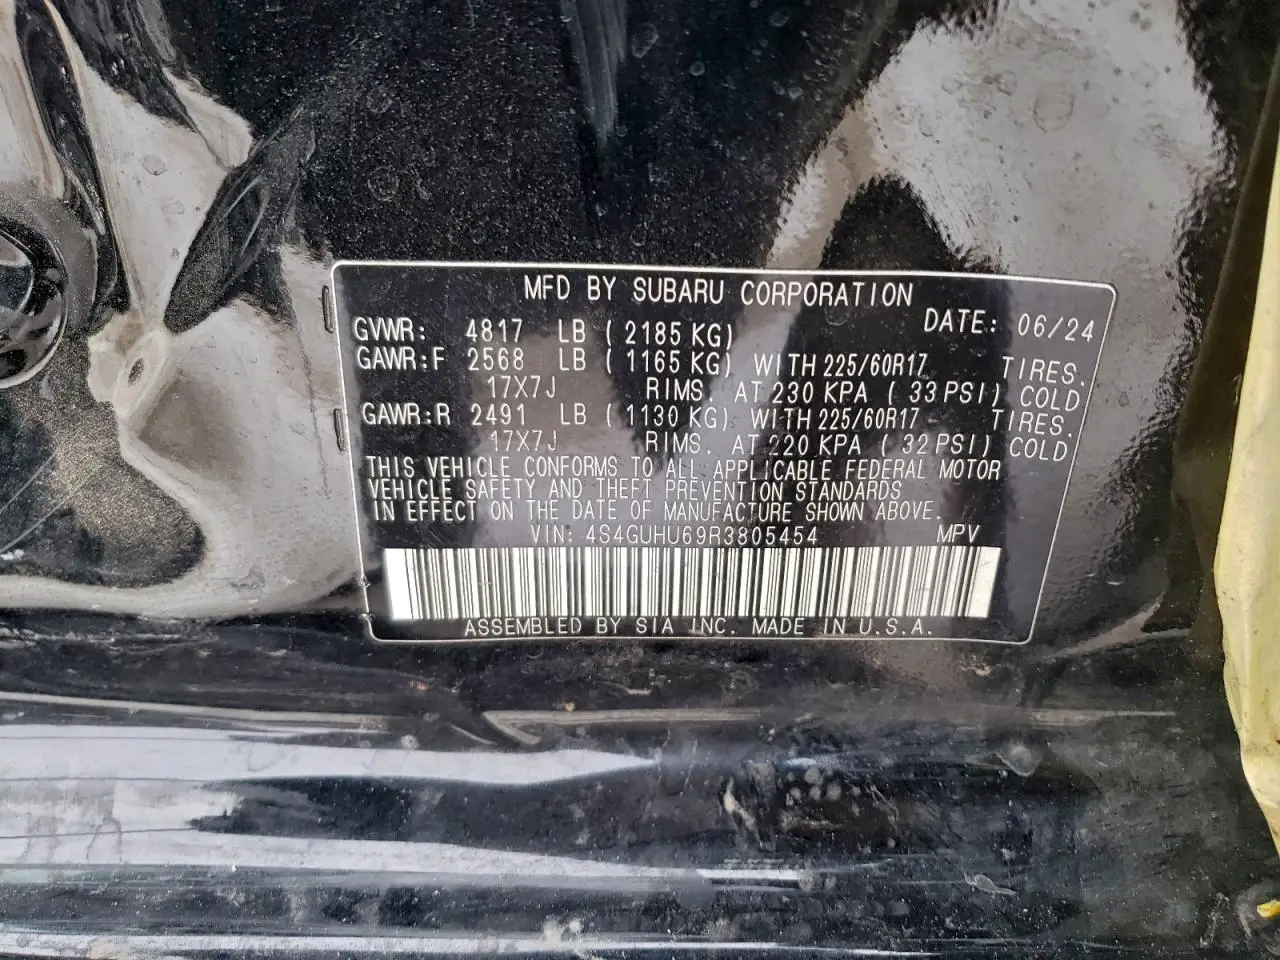 MFD BY SUBARU CORPORATION
DATE: 06/24
GVWR: 4817 LB ( 2185 KG)
GAWR:F 2568 LB ( 1165 KG) WITH 225/60R17 TIRES.
17X7J RIMS. AT 230 KPA ( 33 PSI) COLD
GAWR:R 2491 LB ( 1130 KG) WITH 225/60R17 TIRES.
17X7J RIMS. AT 220 KPA ( 32 PSI) COLD
THIS VEHICLE CONFORMS TO ALL APPLICABLE FEDERAL MOTOR
VEHICLE SAFETY AND THEFT PREVENTION STANDARDS
IN EFFECT ON THE DATE OF MANUFACTURE SHOWN ABOVE.
VIN: 4S4GUHU69R3805454 MPV
ASSEMBLED BY SIA INC. MADE IN U.S.A.